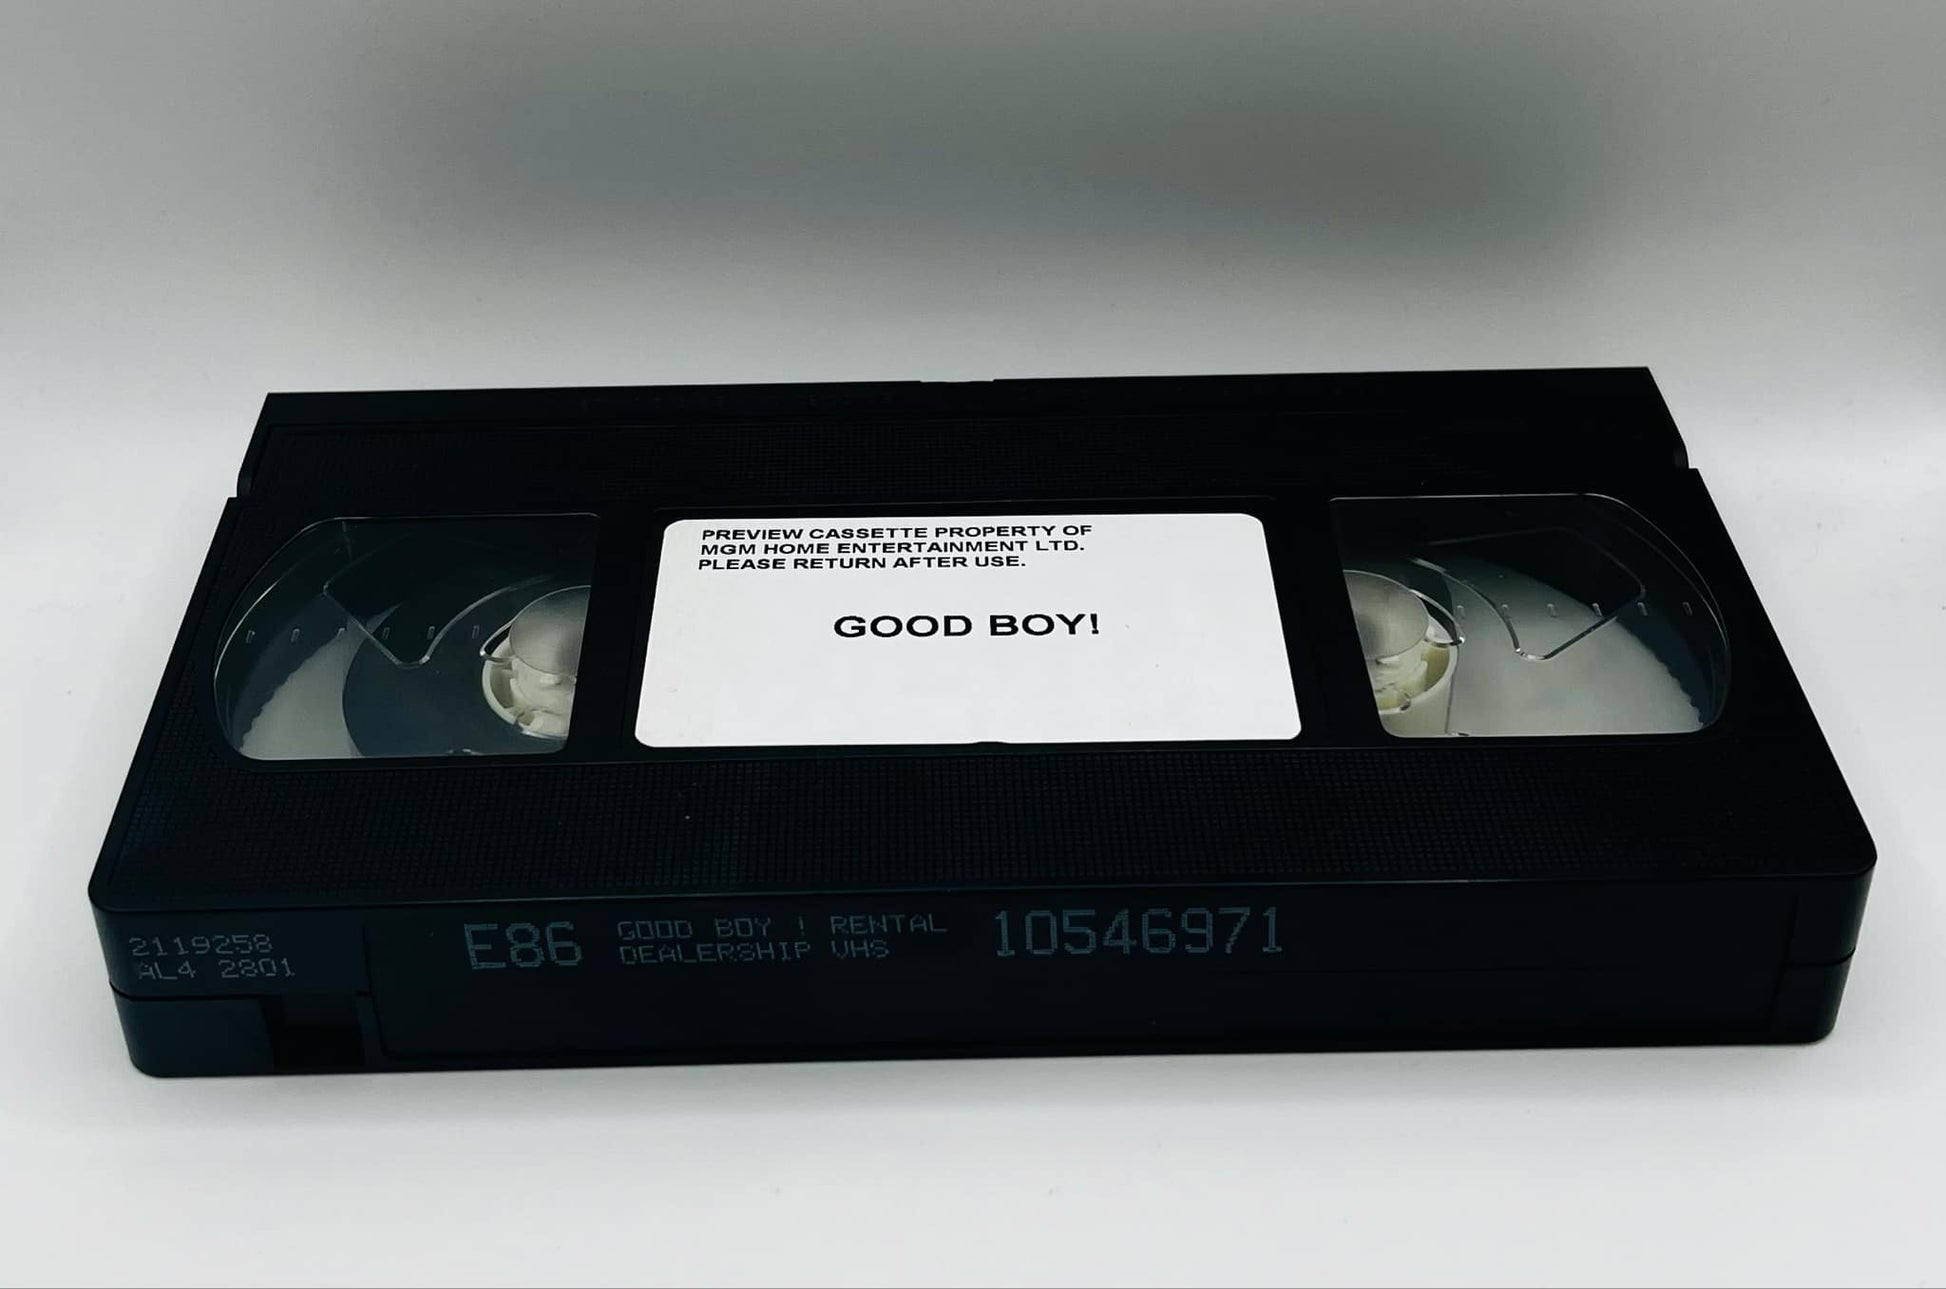 PREVIEW CASSETTE PROPERTY OF
MGM HOME ENTERTAINMENT LTD.
PLEASE RETURN AFTER USE.
GOOD BOY!
2119258
AL4 2801
E86
GOOD BOY ! RENTAL
DEALERSHIP VHS
10546971